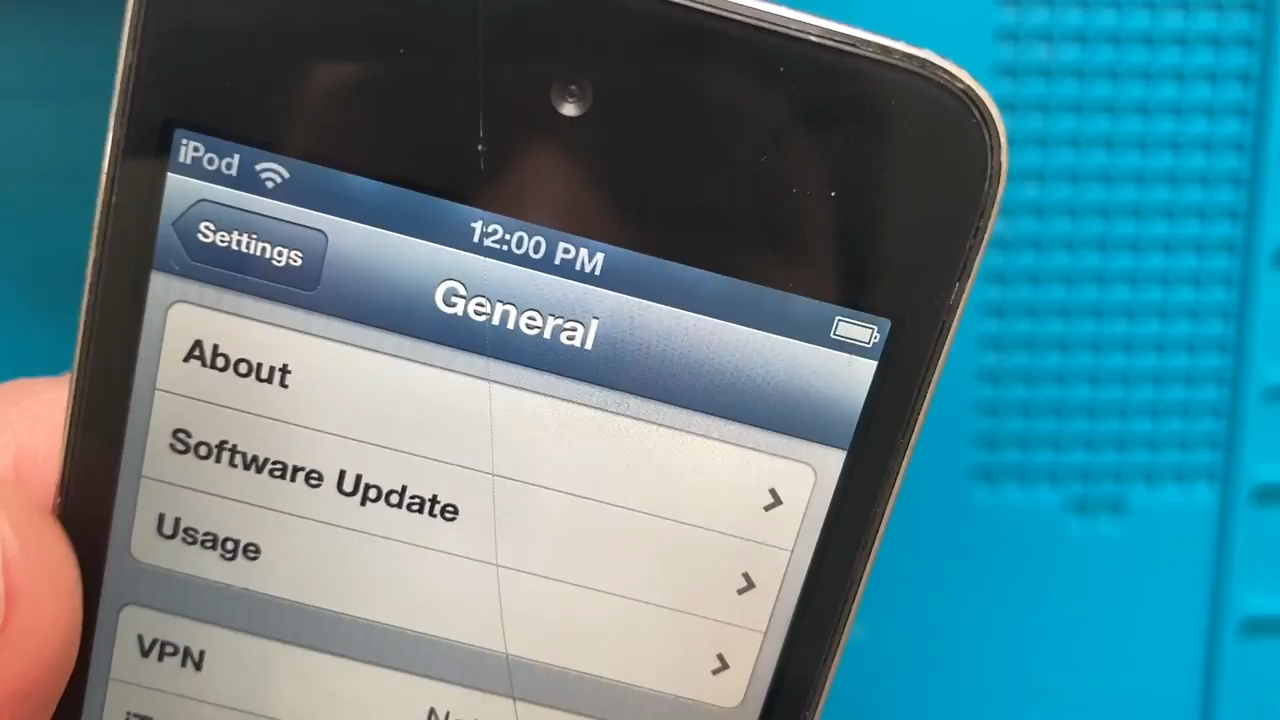 iPod
12:00 PM
Settings
General
About
Software Update
Usage
VPN